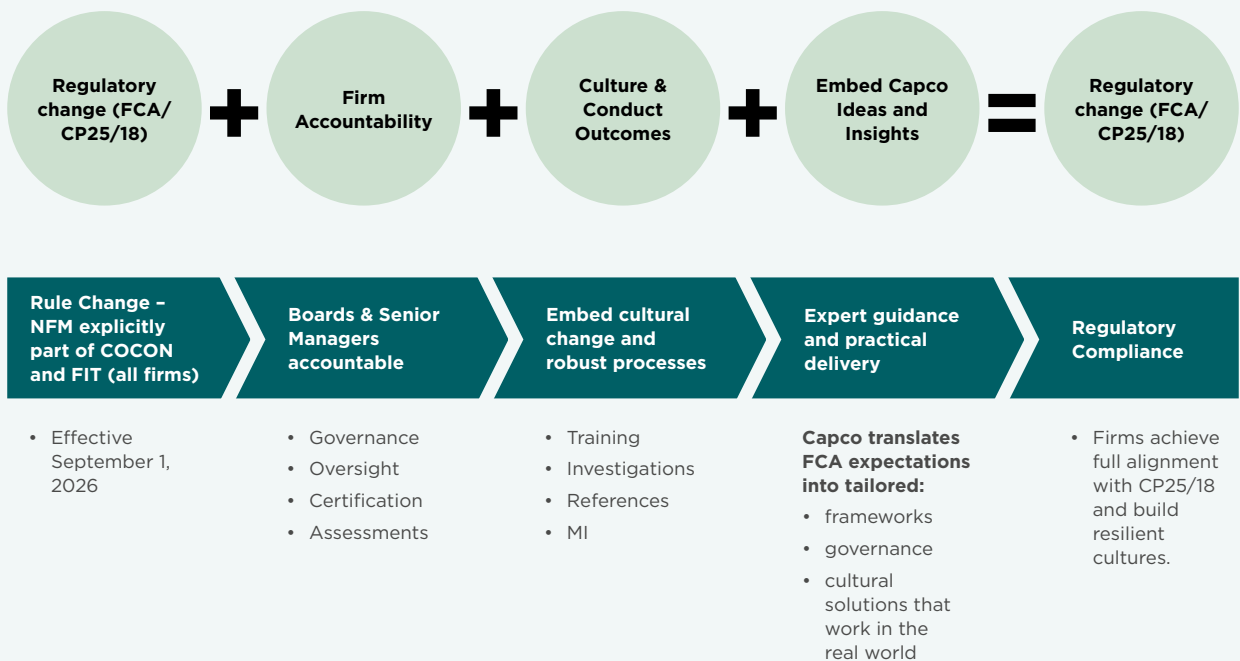 Regulatory
change (FCA/
CP25/18)
+
Firm
Accountability
+
Culture &
Conduct
Outcomes
+
Embed Capco
Ideas and
Insights
=
Regulatory
change (FCA/
CP25/18)
Rule Change –
NFM explicitly
part of COCON
and FIT (all firms)
Boards & Senior
Managers
accountable
Embed cultural
change and
robust processes
Expert guidance
and practical
delivery
Regulatory
Compliance
• Effective
September 1,
2026
• Governance
• Oversight
• Certification
• Assessments
• Training
• Investigations
• References
• MI
Capco translates
FCA expectations
into tailored:
• frameworks
• governance
• cultural
solutions that
work in the
real world
• Firms achieve
full alignment
with CP25/18
and build
resilient
cultures.